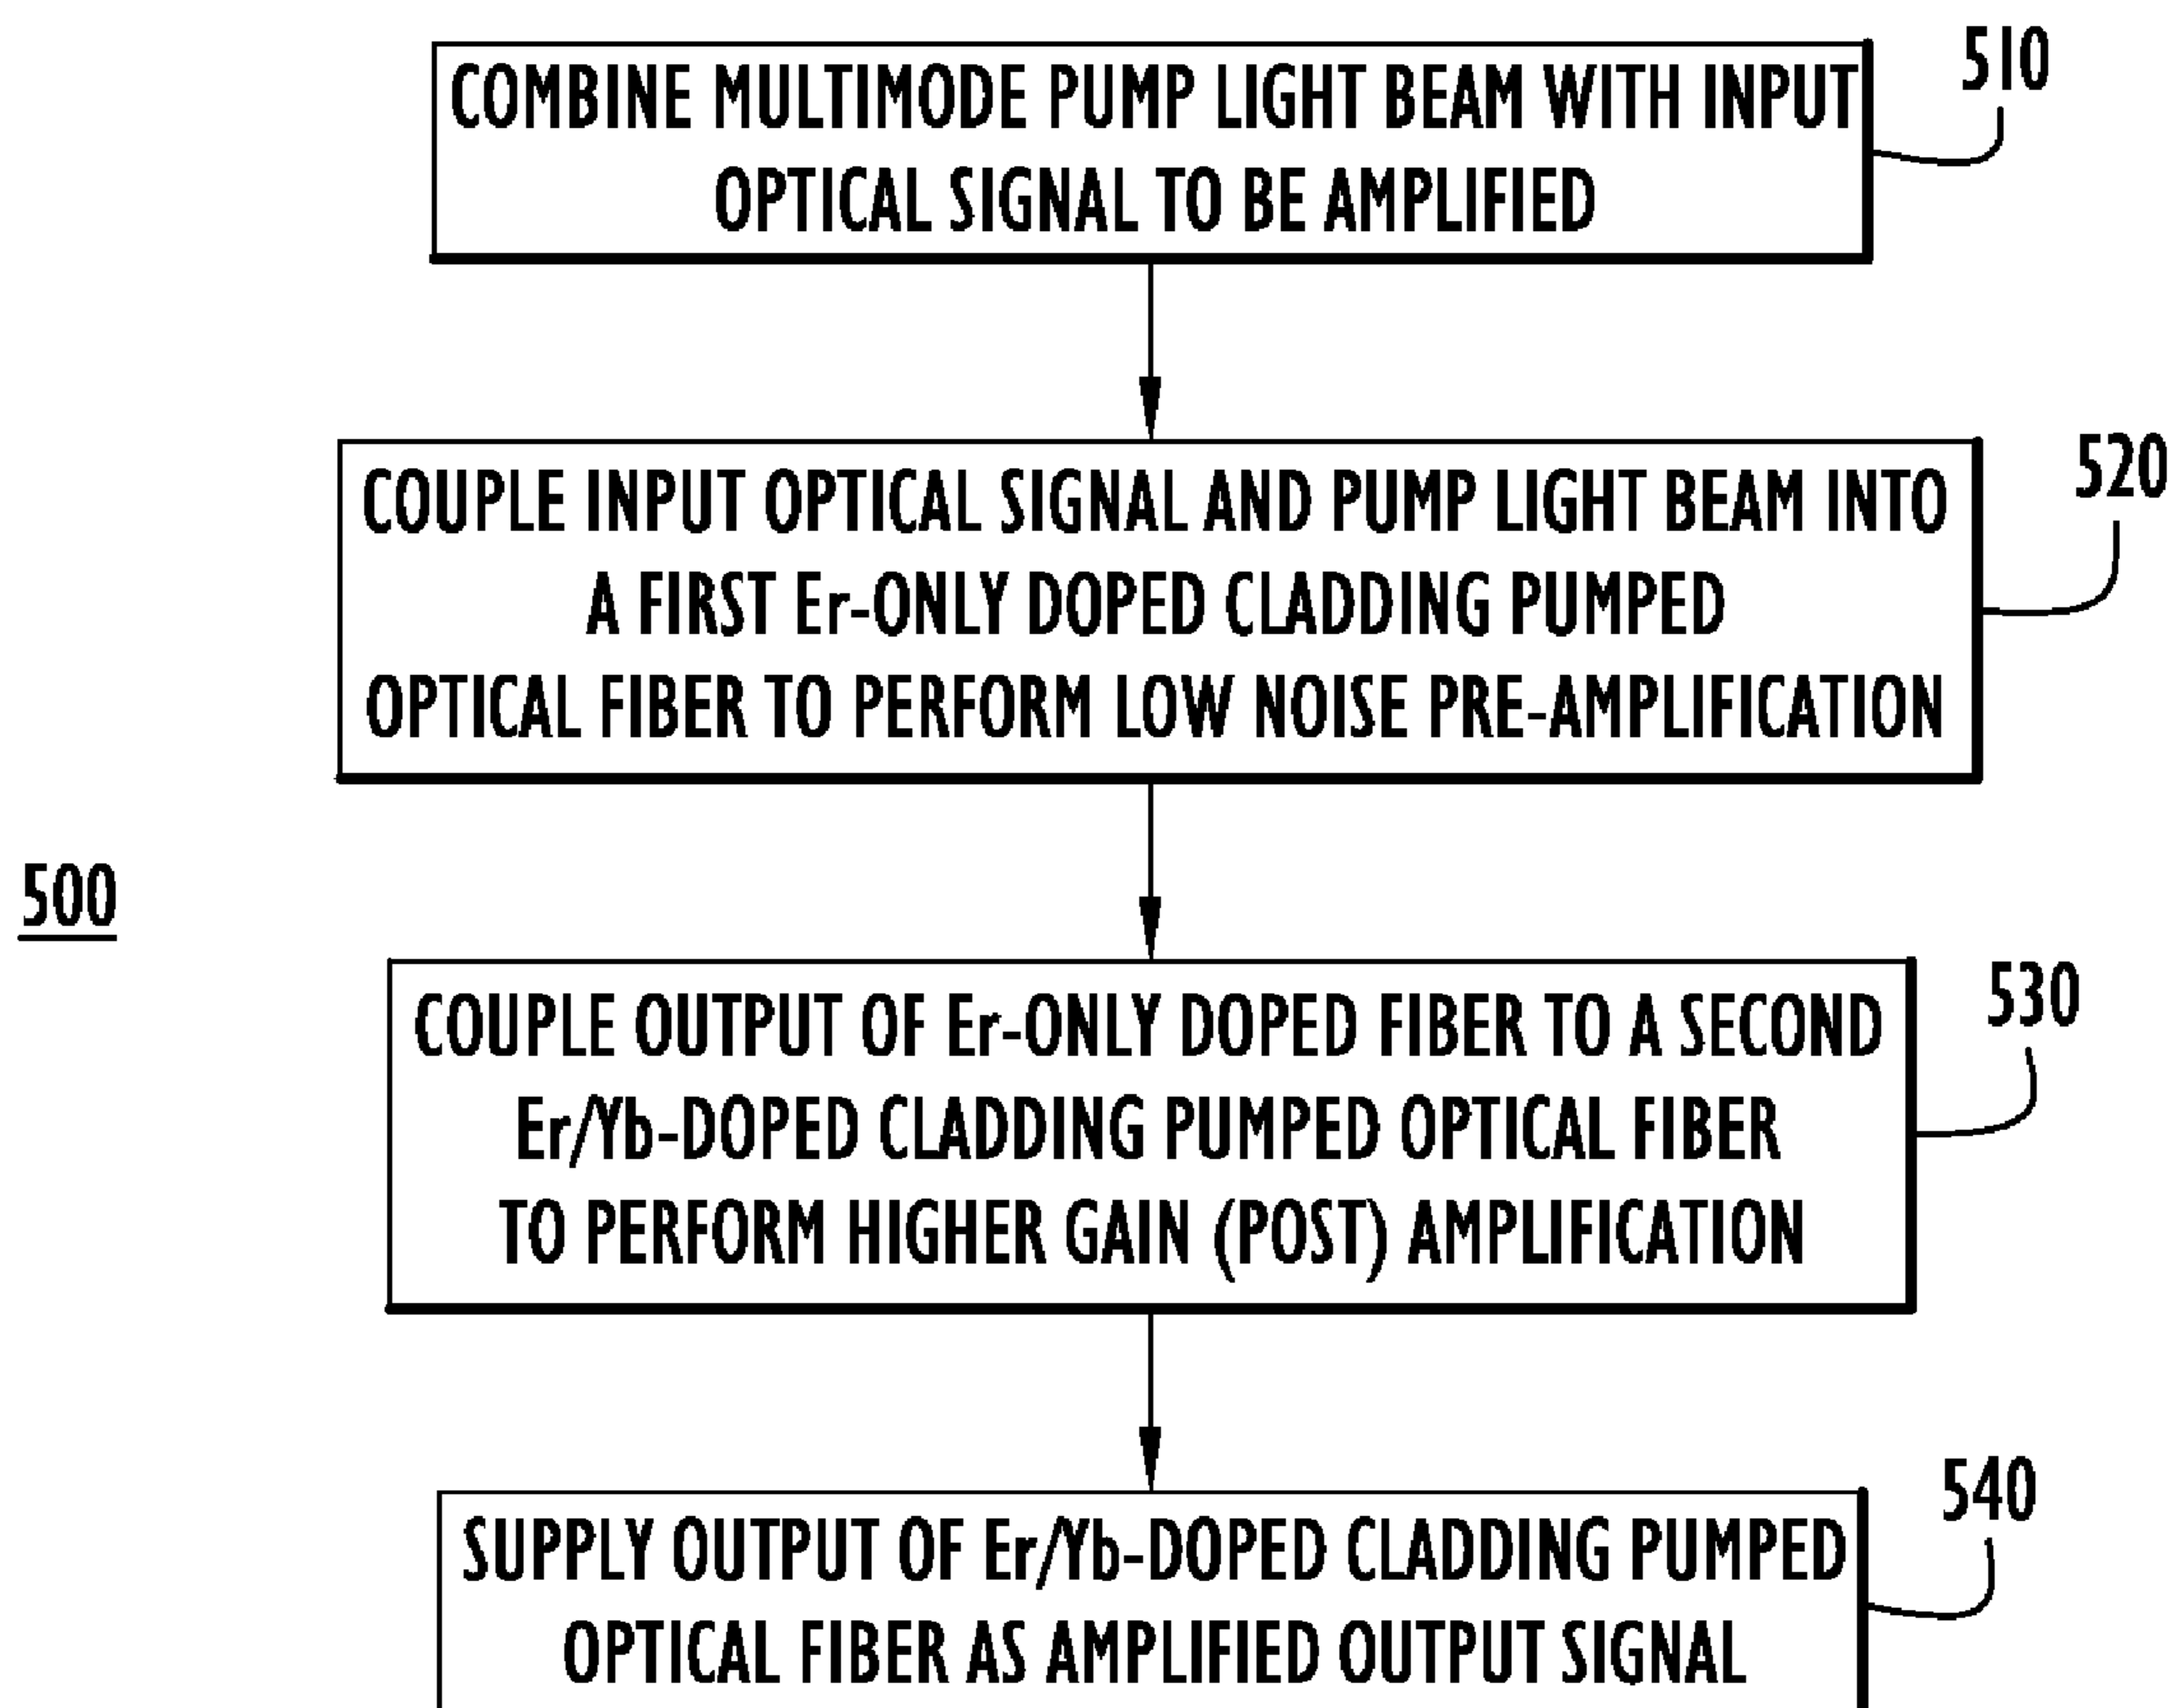 COMBINE MULTIMODE PUMP LIGHT BEAM WITH INPUT
OPTICAL SIGNAL TO BE AMPLIFIED
510
COUPLE INPUT OPTICAL SIGNAL AND PUMP LIGHT BEAM INTO
A FIRST Er-ONLY DOPED CLADDING PUMPED
OPTICAL FIBER TO PERFORM LOW NOISE PRE-AMPLIFICATION
520
500
COUPLE OUTPUT OF Er-ONLY DOPED FIBER TO A SECOND
Er/Yb-DOPED CLADDING PUMPED OPTICAL FIBER
TO PERFORM HIGHER GAIN (POST) AMPLIFICATION
530
SUPPLY OUTPUT OF Er/Yb-DOPED CLADDING PUMPED
OPTICAL FIBER AS AMPLIFIED OUTPUT SIGNAL
540